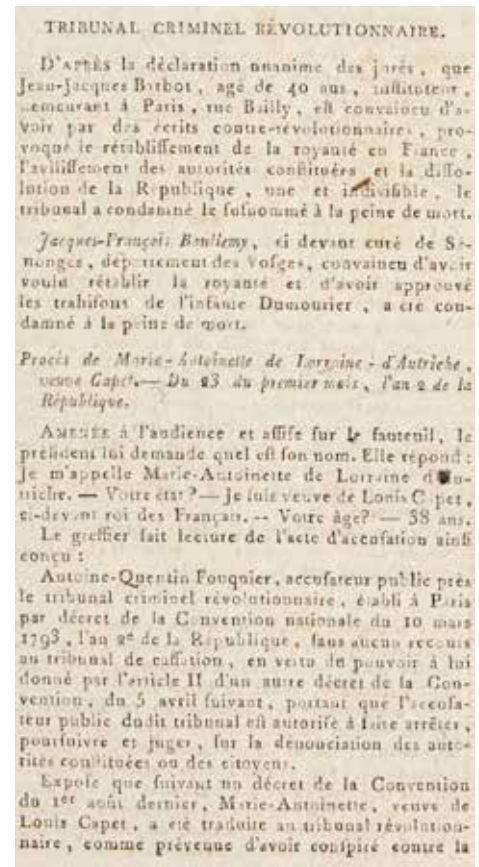 TRIBUNAL CRIMINEL RÉVOLUTIONNAIRE.
D'APRÈS la déclaration unanime des jurés, que
Jean-Jacques Barbot, age de 40 ans, instituteur,
demeurant à Paris, rue Bailly, est convaincu d'a-
voir par des écrits contre-révolutionnaires, pro-
voqué le rétablissement de la royauté en France,
l'avilissement des autorités constituées et la disso-
lution de la République, une et indivisible, le
tribunal a condamné le susnommé à la peine de mort.
Jacques-François Boullemy, ci devant curé de Sé-
nonges, département des Vosges, convaincu d'avoir
voulu rétablir la royauté et d'avoir approuvé
les trahisons de l'infame Dumourier, a été con-
damné à la peine de mort.
Procès de Marie-Antoinette de Lorraine-d'Autriche,
veuve Capet.— Du 23 du premier mois, l'an 2 de la
République.
AMENÉE à l'audience et assise sur le fauteuil, le
président lui demande quel est son nom. Elle répond :
Je m'appelle Marie-Antoinette de Lorraine d'Au-
triche. — Votre état ? — Je suis veuve de Louis Capet,
ci-devant roi des Français. -- Votre âge? — 38 ans.
Le greffier fait lecture de l'acte d'accusation ainsi
conçu :
Antoine-Quentin Fouquier, accusateur public près
le tribunal criminel révolutionnaire, établi à Paris
par décret de la Convention nationale du 10 mars
1793, l'an 2e de la République, sans aucun recours
au tribunal de cassation, en vertu du pouvoir à lui
donné par l'article II d'un autre décret de la Con-
vention, du 5 avril suivant, portant que l'accusa-
teur public dudit tribunal est autorisé à faire arrêter,
poursuivre et juger, sur la dénonciation des auto-
rités constituées ou des citoyens.
Expose que suivant un décret de la Convention
du 1er août dernier, Marie-Antoinette, veuve de
Louis Capet, a été traduite au tribunal révolution-
naire, comme prévenue d'avoir conspiré contre la